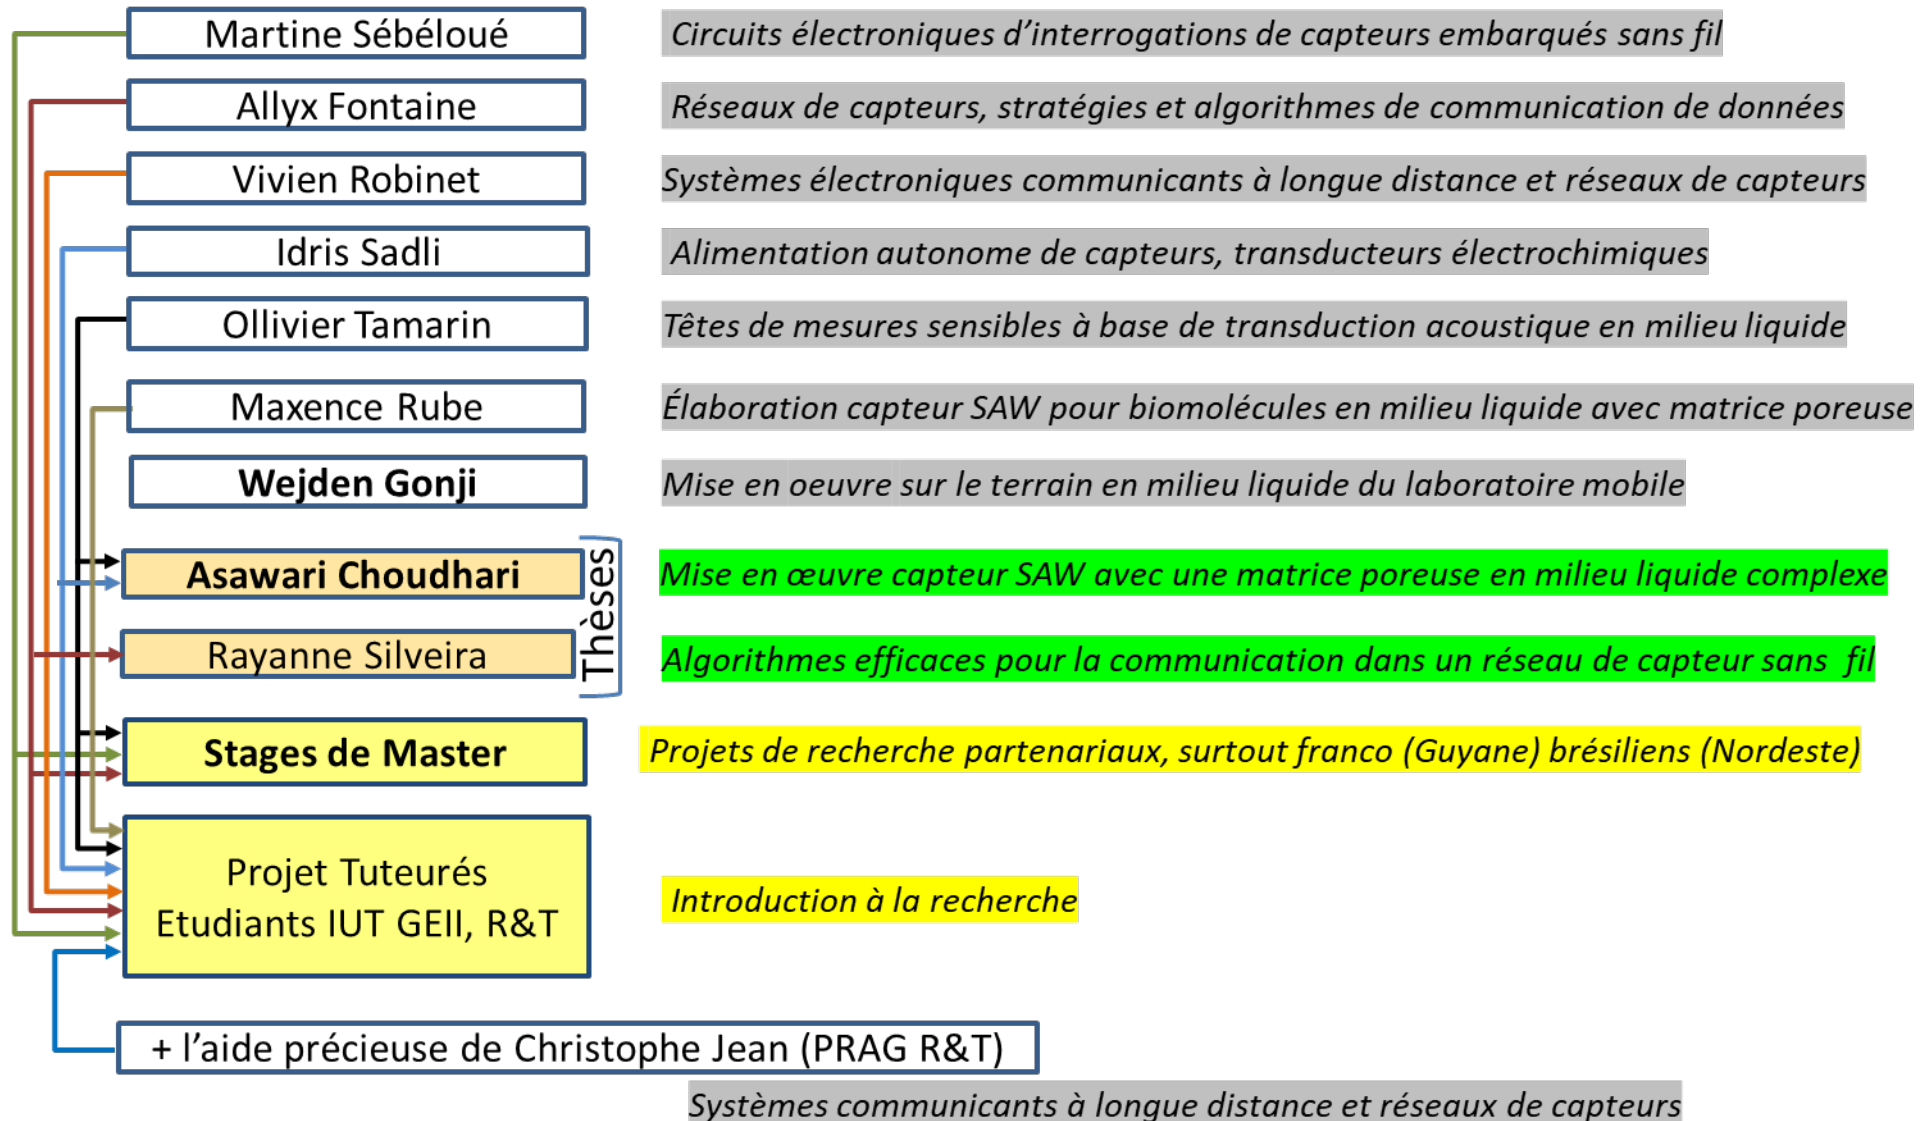 Martine Sébéloué
Circuits électroniques d’interrogations de capteurs embarqués sans fil
Allyx Fontaine
Réseaux de capteurs, stratégies et algorithmes de communication de données
Vivien Robinet
Systèmes électroniques communicants à longue distance et réseaux de capteurs
Idris Sadli
Alimentation autonome de capteurs, transducteurs électrochimiques
Ollivier Tamarin
Têtes de mesures sensibles à base de transduction acoustique en milieu liquide
Maxence Rube
Élaboration capteur SAW pour biomolécules en milieu liquide avec matrice poreuse
Wejden Gonji
Mise en oeuvre sur le terrain en milieu liquide du laboratoire mobile
Asawari Choudhari
Mise en œuvre capteur SAW avec une matrice poreuse en milieu liquide complexe
Thèses
Rayanne Silveira
Algorithmes efficaces pour la communication dans un réseau de capteur sans fil
Stages de Master
Projets de recherche partenariaux, surtout franco (Guyane) brésiliens (Nordeste)
Projet Tuteurés
Etudiants IUT GEII, R&T
Introduction à la recherche
+ l’aide précieuse de Christophe Jean (PRAG R&T)
Systèmes communicants à longue distance et réseaux de capteurs